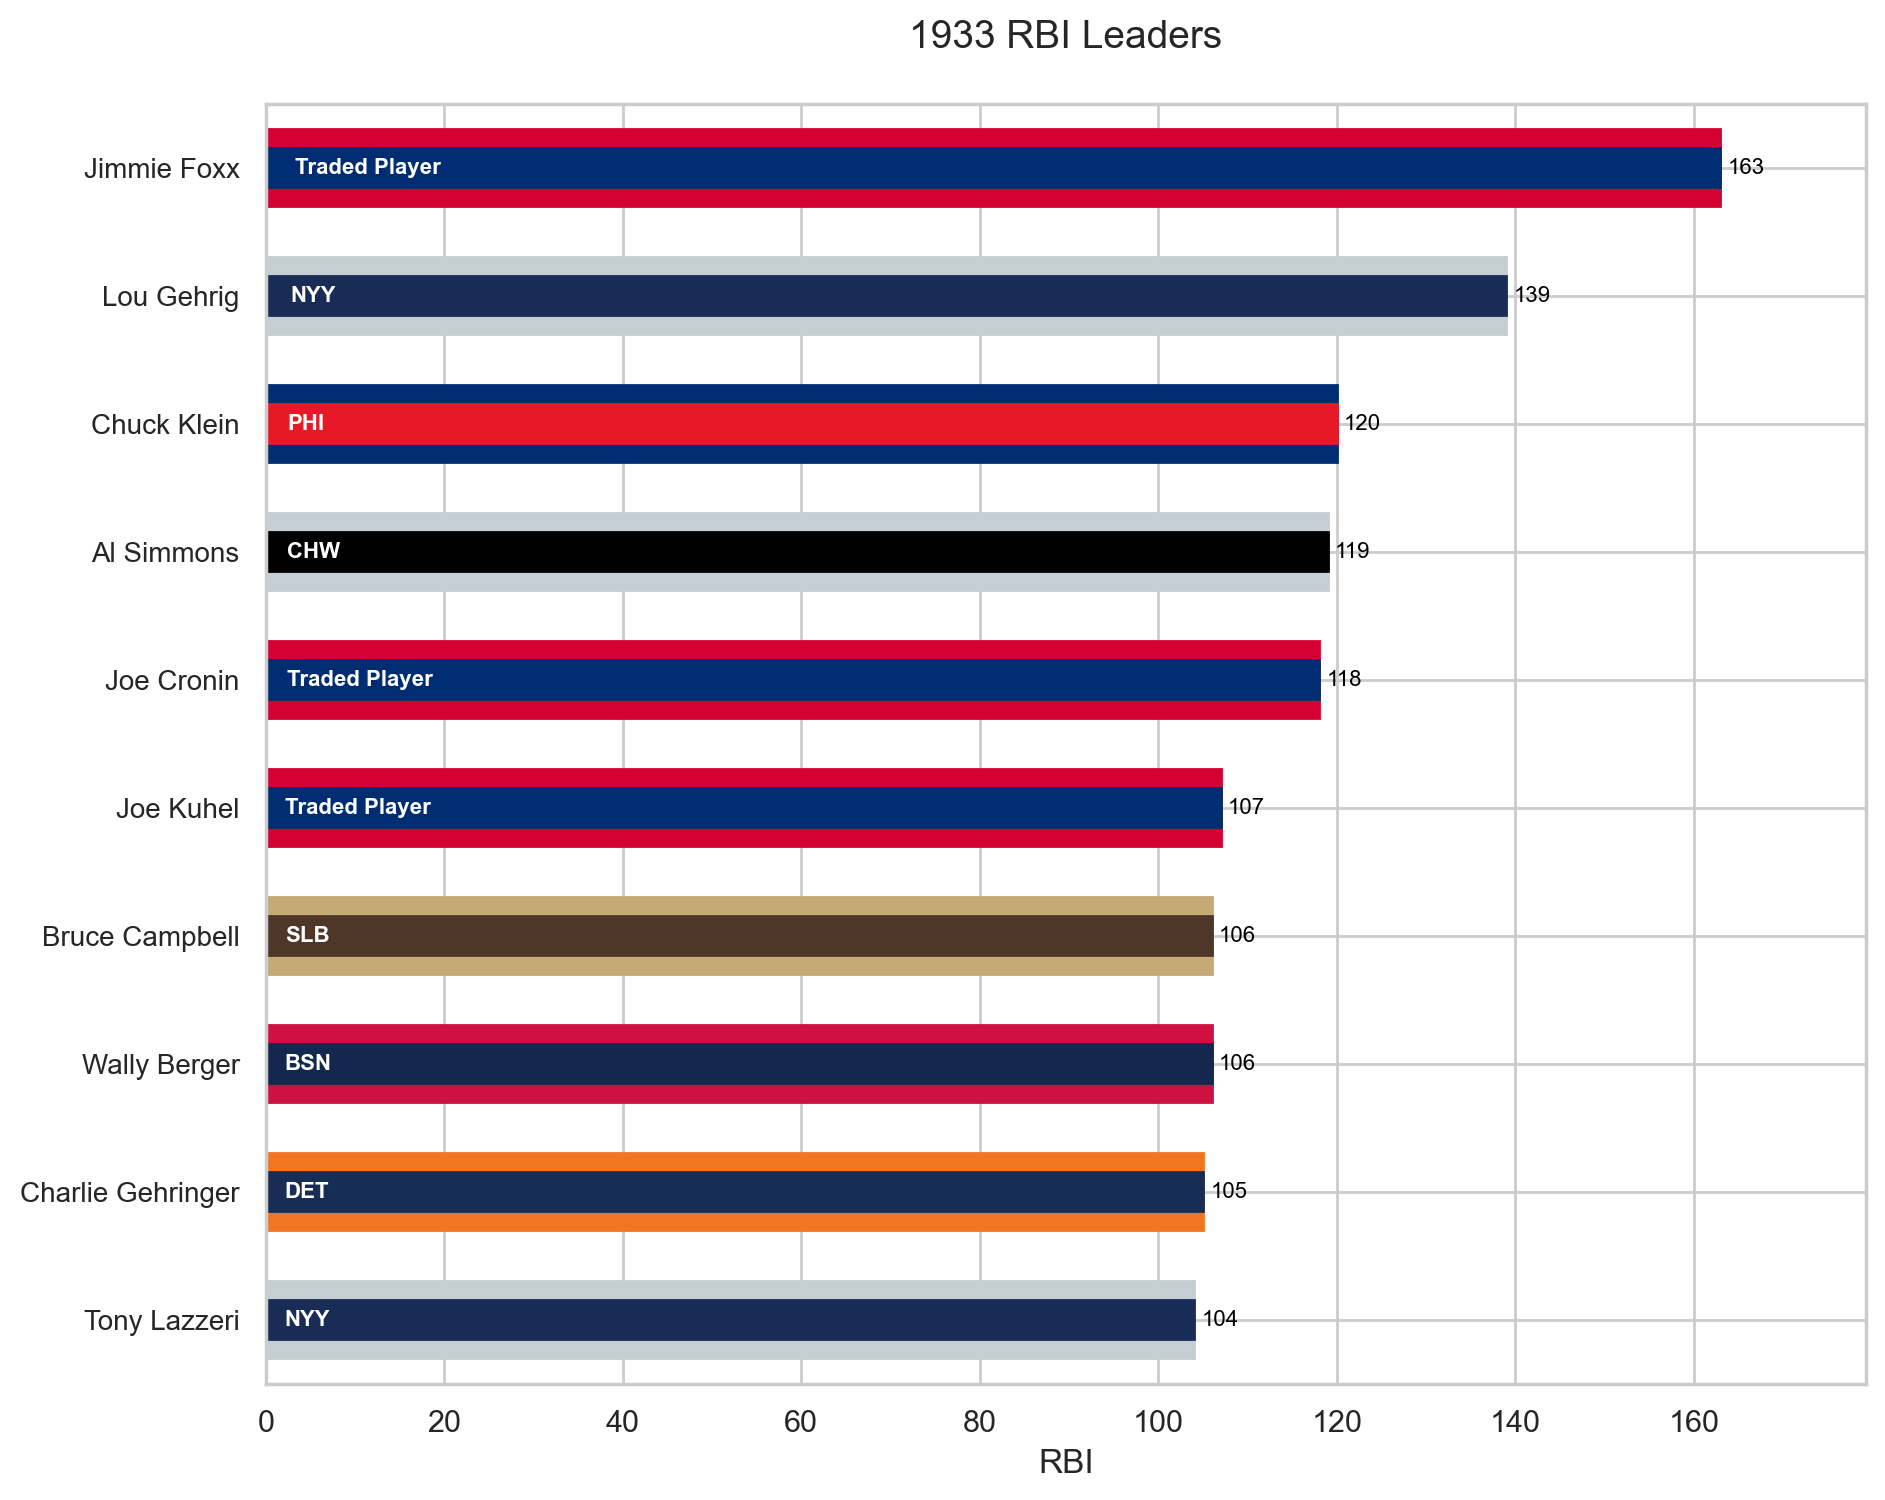 1933 RBI Leaders
Jimmie Foxx Traded Player 163
Lou Gehrig NYY 139
Chuck Klein PHI 120
Al Simmons CHW 119
Joe Cronin Traded Player 118
Joe Kuhel Traded Player 107
Bruce Campbell SLB 106
Wally Berger BSN 106
Charlie Gehringer DET 105
Tony Lazzeri NYY 104
0 20 40 60 80 100 120 140 160
RBI